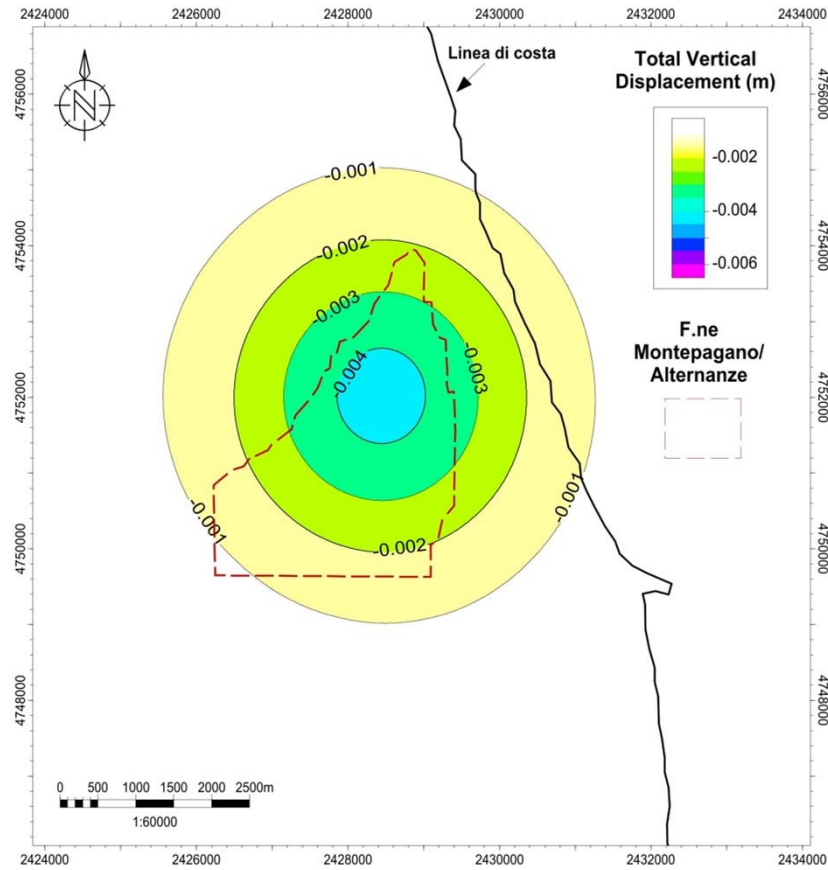 2424000 2426000 2428000 2430000 2432000 2434000
4756000
4754000
4752000
4750000
4748000
4756000
4754000
4752000
4750000
4748000
N
Linea di costa
Total Vertical
Displacement (m)
-0.002
-0.004
-0.006
F.ne
Montepagano/
Alternanze
-0.001
-0.002
-0.003
-0.004
-0.003
-0.001
-0.001
-0.002
0 500 1000 1500 2000 2500m
1:60000
2424000 2426000 2428000 2430000 2432000 2434000